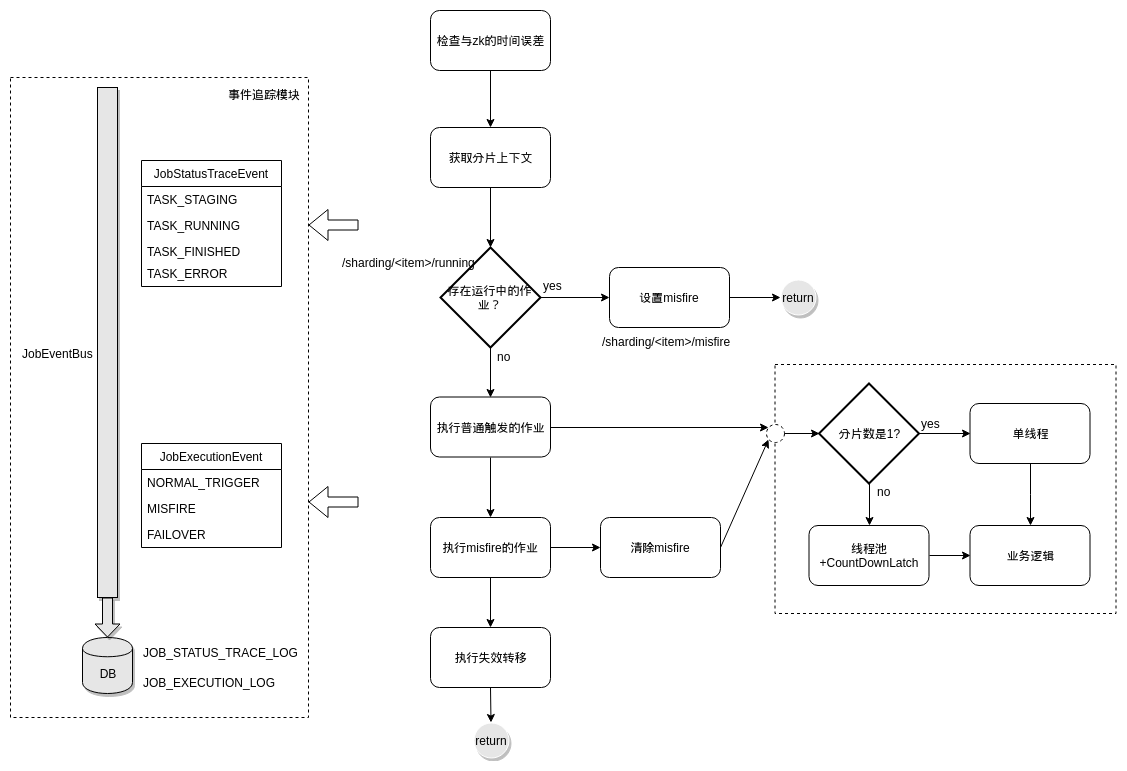 检查与zk的时间误差
事件追踪模块
获取分片上下文
JobStatusTraceEvent
TASK_STAGING
TASK_RUNNING
TASK_FINISHED
TASK_ERROR
/sharding/<item>/running
存在运行中的作
业？
yes
设置misfire
return
/sharding/<item>/misfire
no
JobEventBus
执行普通触发的作业
分片数是1?
yes
单线程
no
JobExecutionEvent
NORMAL_TRIGGER
MISFIRE
FAILOVER
执行misfire的作业
清除misfire
线程池
+CountDownLatch
业务逻辑
执行失效转移
DB
JOB_STATUS_TRACE_LOG
JOB_EXECUTION_LOG
return